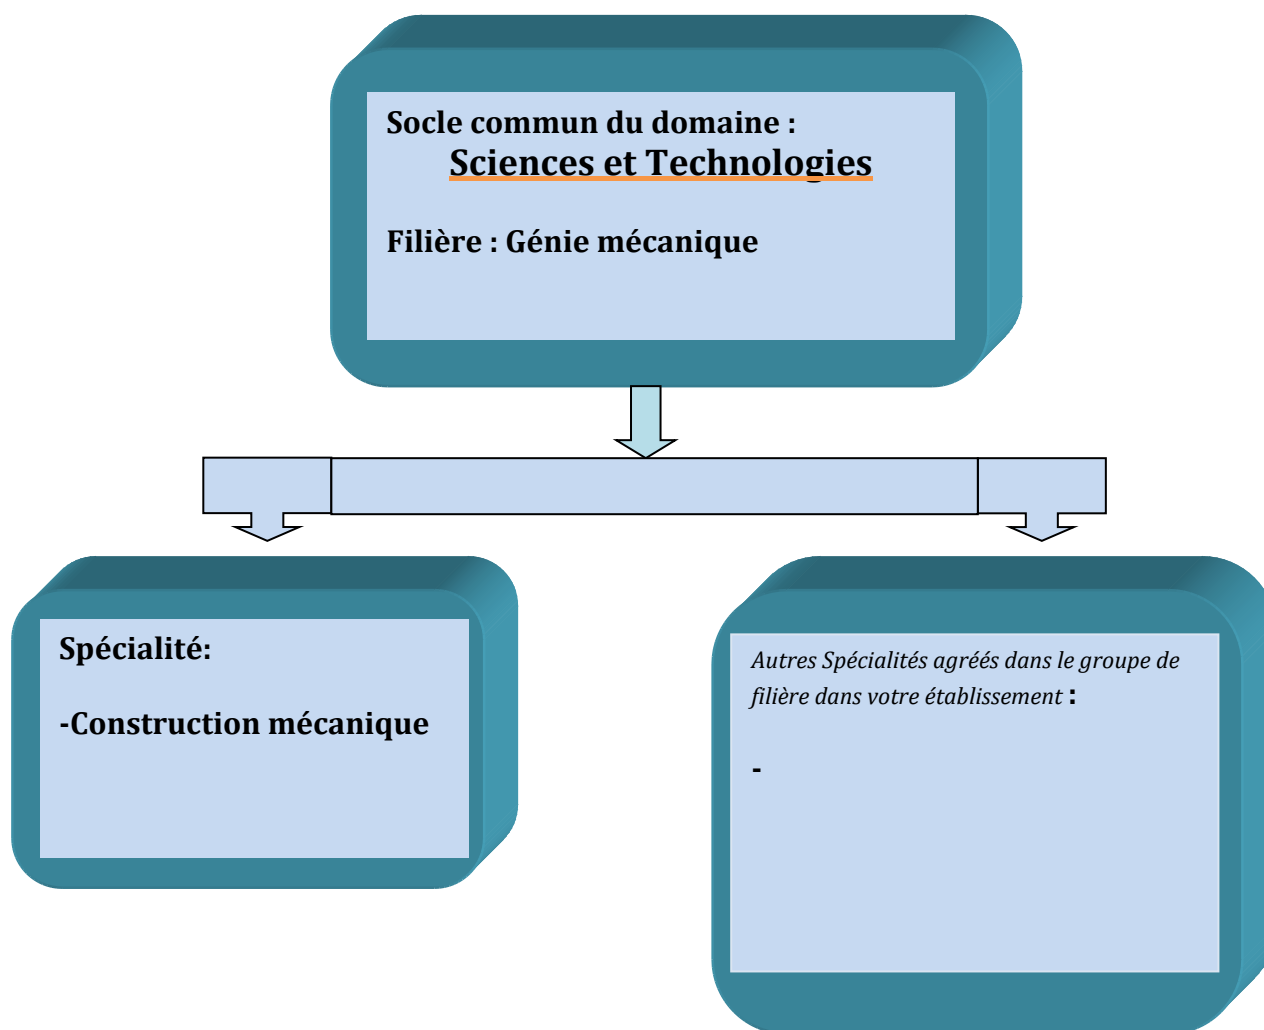 Socle commun du domaine :
Sciences et Technologies
Filière : Génie mécanique
Spécialité:
-Construction mécanique
Autres Spécialités agréés dans le groupe de
filière dans votre établissement :
-